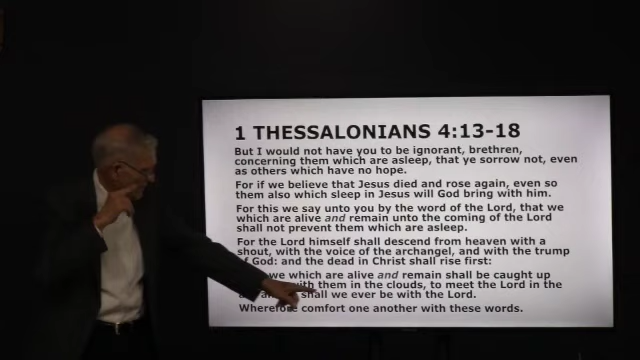 1 THESSALONIANS 4:13-18
But I would not have you to be ignorant, brethren,
concerning them which are asleep, that ye sorrow not, even
as others which have no hope.
For if we believe that Jesus died and rose again, even so
them also which sleep in Jesus will God bring with him.
For this we say unto you by the word of the Lord, that we
which are alive and remain unto the coming of the Lord
shall not prevent them which are asleep.
For the Lord himself shall descend from heaven with a
shout, with the voice of the archangel, and with the trump
of God: and the dead in Christ shall rise first:
we which are alive and remain shall be caught up
with them in the clouds, to meet the Lord in the
shall we ever be with the Lord.
Wherefore comfort one another with these words.